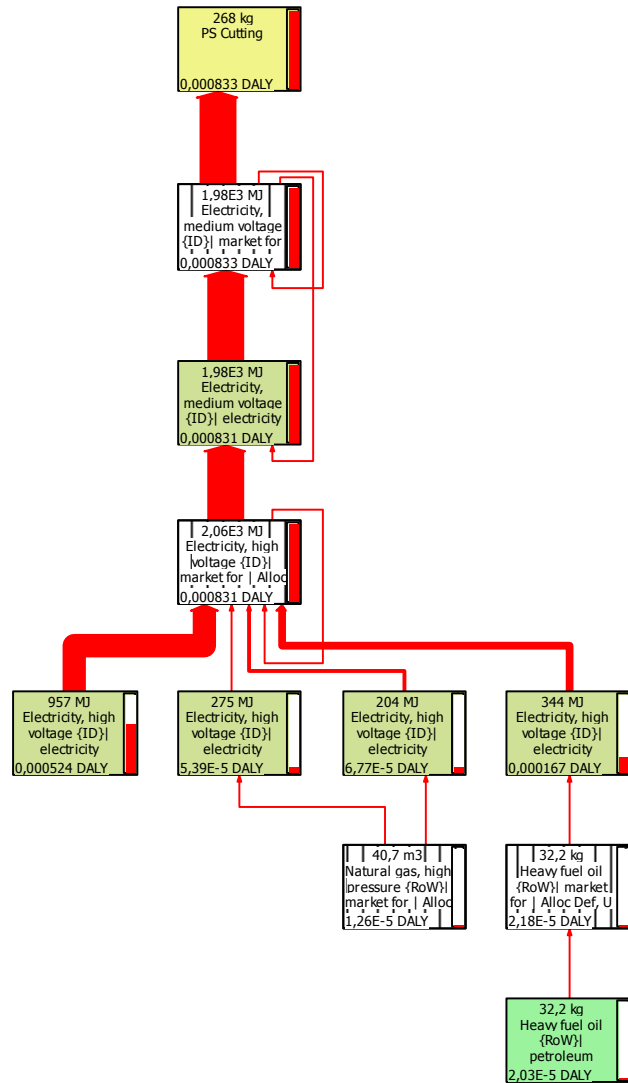 268 kg
PS Cutting
0,000833 DALY
1,98E3 MJ
Electricity,
medium voltage
{ID}| market for
0,000833 DALY
1,98E3 MJ
Electricity,
medium voltage
{ID}| electricity
0,000831 DALY
2,06E3 MJ
Electricity, high
voltage {ID}|
market for | Alloc
0,000831 DALY
957 MJ
Electricity, high
voltage {ID}|
electricity
0,000524 DALY
275 MJ
Electricity, high
voltage {ID}|
electricity
5,39E-5 DALY
204 MJ
Electricity, high
voltage {ID}|
electricity
6,77E-5 DALY
344 MJ
Electricity, high
voltage {ID}|
electricity
0,000167 DALY
40,7 m3
Natural gas, high
pressure {RoW}|
market for | Alloc
1,26E-5 DALY
32,2 kg
Heavy fuel oil
{RoW}| market
for | Alloc Def, U
2,18E-5 DALY
32,2 kg
Heavy fuel oil
{RoW}|
petroleum
2,03E-5 DALY